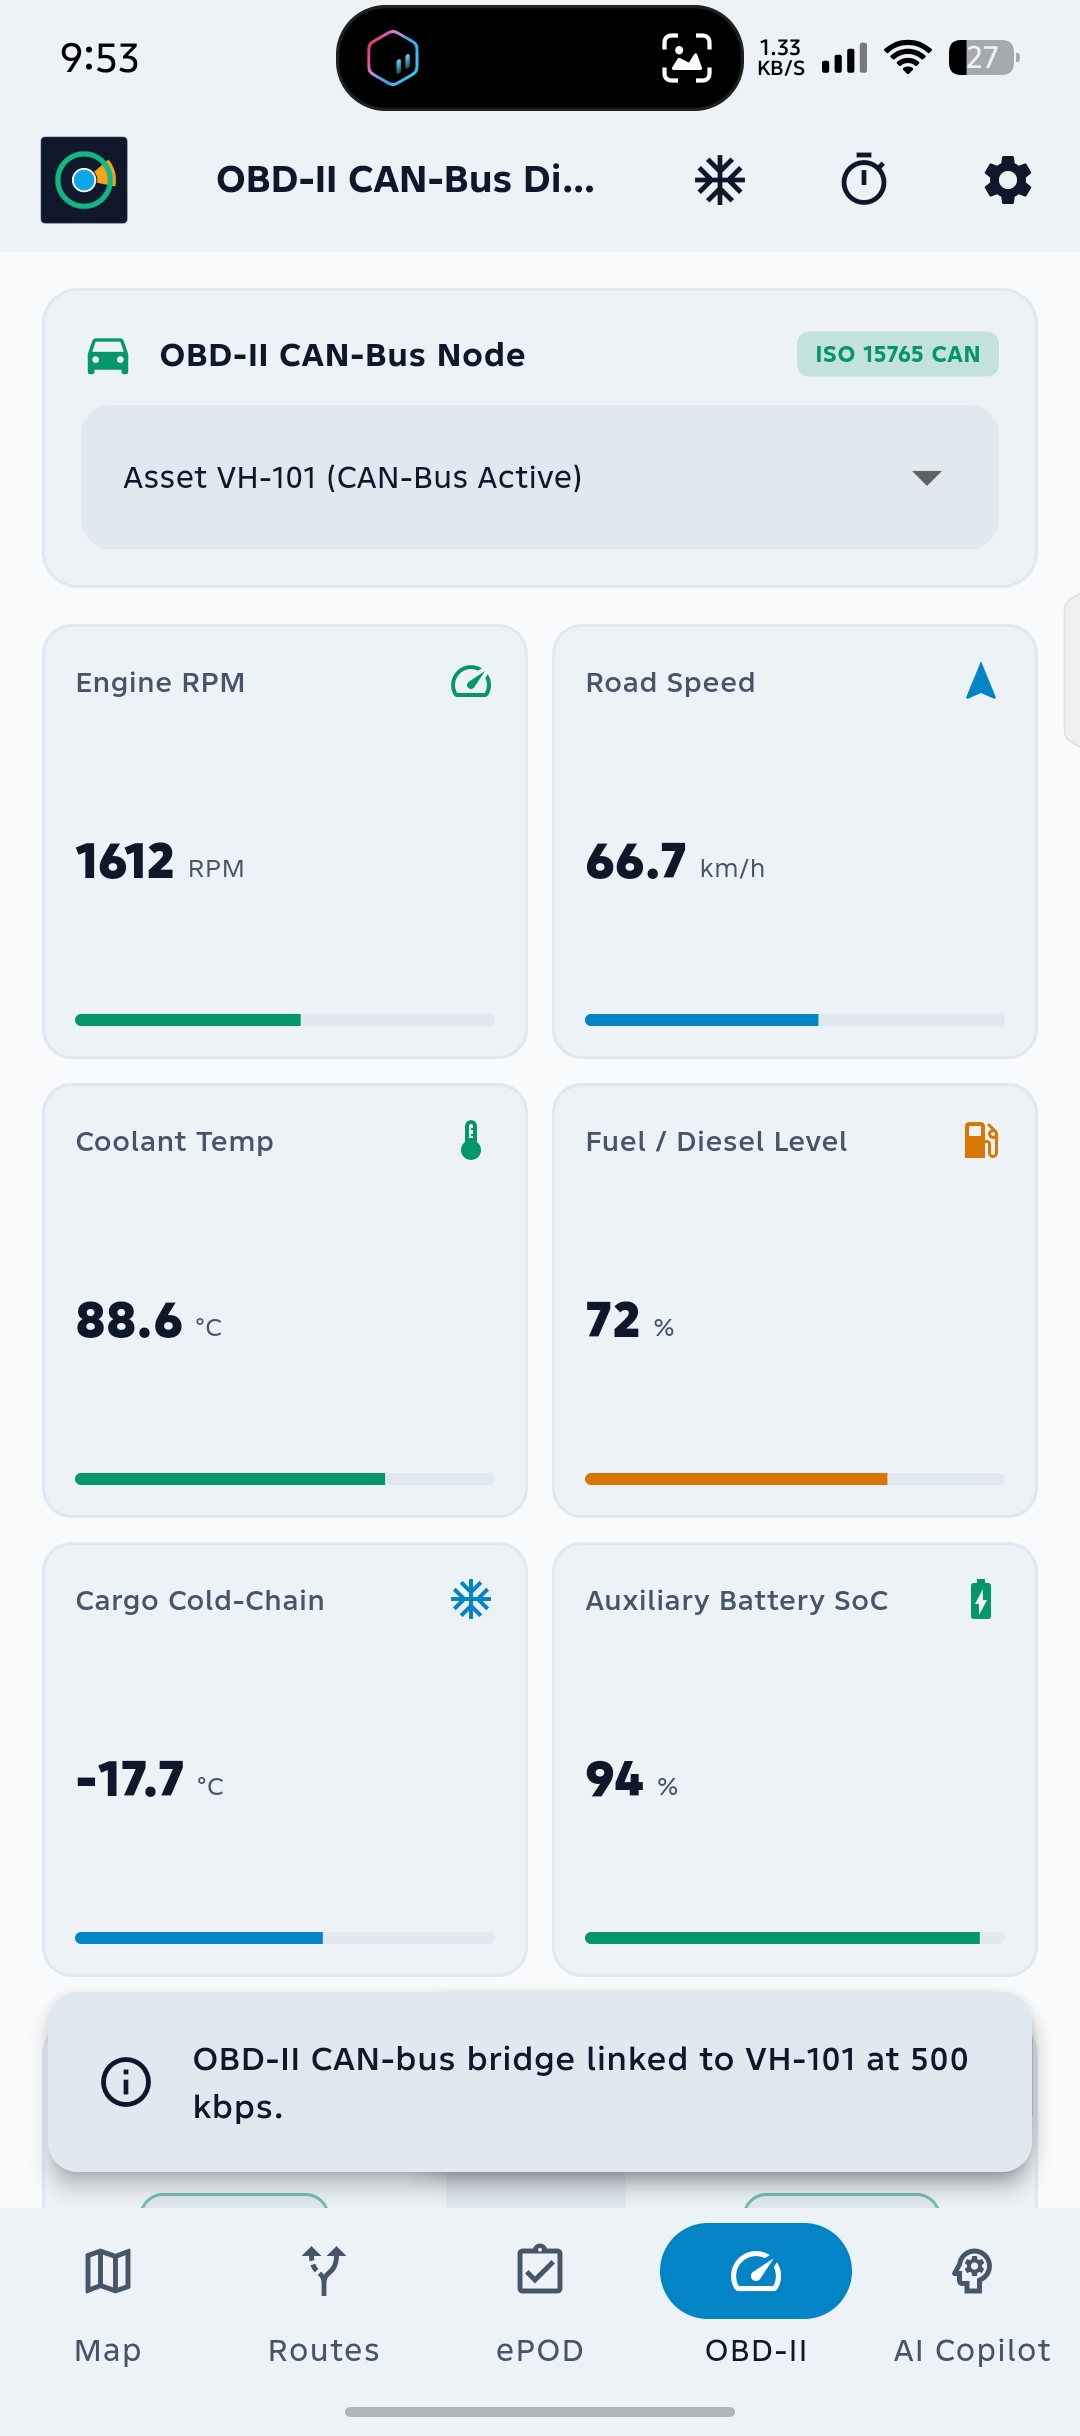 9:53
1.33
KB/S
27
OBD-II CAN-Bus Di...
OBD-II CAN-Bus Node
ISO 15765 CAN
Asset VH-101 (CAN-Bus Active)
Engine RPM
Road Speed
1612 RPM
66.7 km/h
Coolant Temp
Fuel / Diesel Level
88.6 °C
72 %
Cargo Cold-Chain
Auxiliary Battery SoC
-17.7 °C
94 %
OBD-II CAN-bus bridge linked to VH-101 at 500
kbps.
Map
Routes
ePOD
OBD-II
AI Copilot